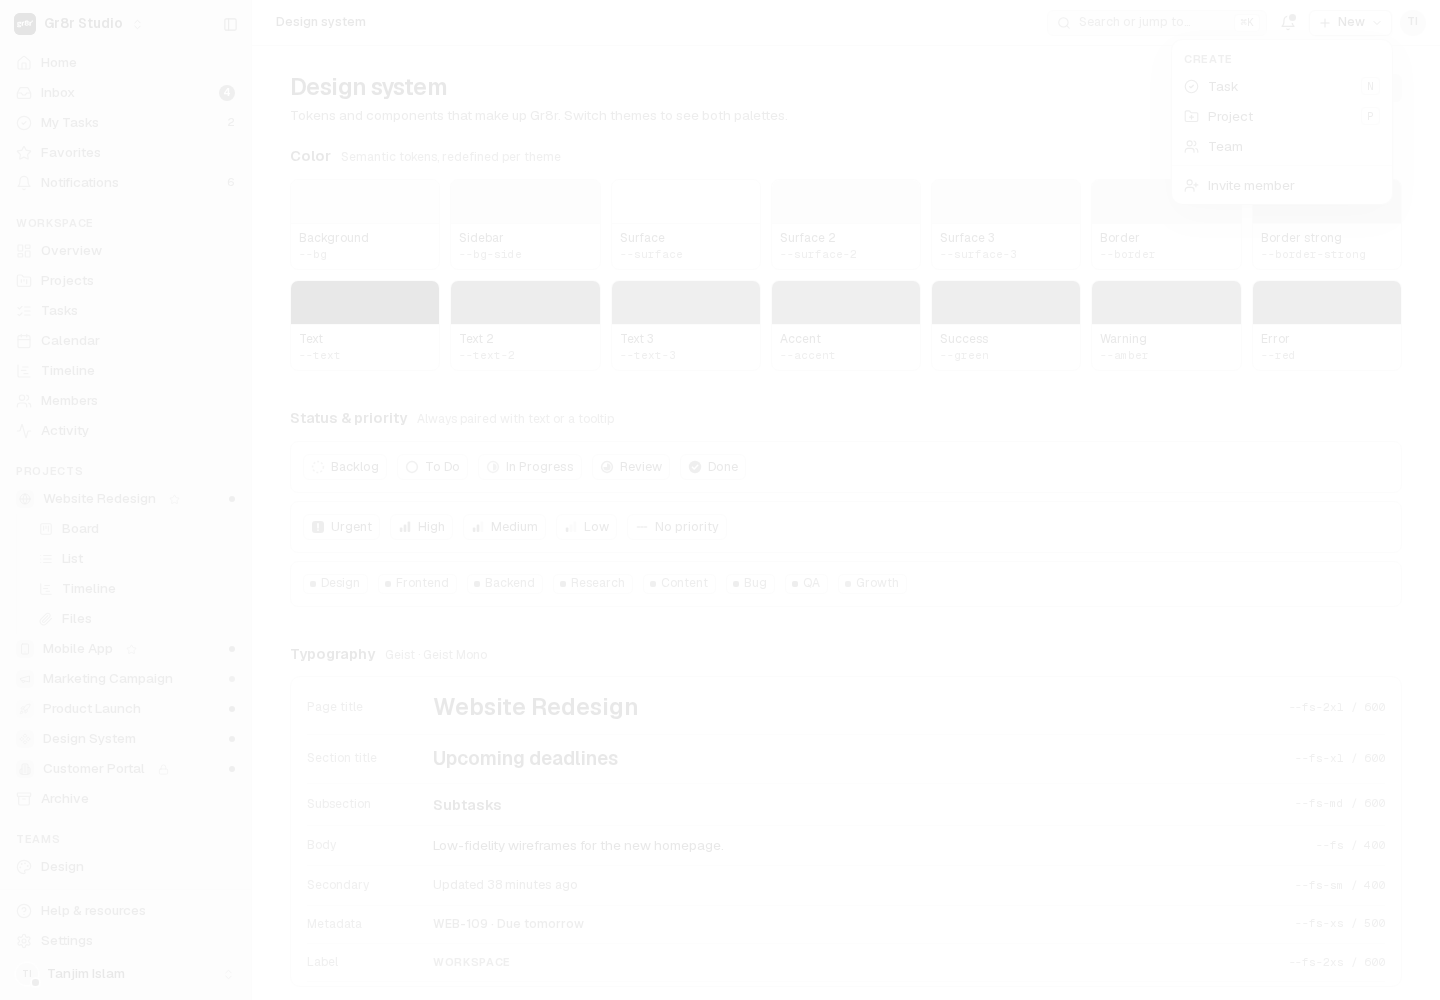 Gr8r Studio
Design system
Search or jump to...
⌘K
New
TI
Home
Inbox
4
My Tasks
2
Favorites
Notifications
6
WORKSPACE
Overview
Projects
Tasks
Calendar
Timeline
Members
Activity
PROJECTS
Website Redesign
Board
List
Timeline
Files
Mobile App
Marketing Campaign
Product Launch
Design System
Customer Portal
Archive
TEAMS
Design
Help & resources
Settings
TI
Tanjim Islam
CREATE
Task
N
Project
P
Team
Invite member
Design system
Tokens and components that make up Gr8r. Switch themes to see both palettes.
Color Semantic tokens, redefined per theme
Background Sidebar Surface Surface 2 Surface 3 Border Border strong
--bg --bg-side --surface --surface-2 --surface-3 --border --border-strong
Text Text 2 Text 3 Accent Success Warning Error
--text --text-2 --text-3 --accent --green --amber --red
Status & priority Always paired with text or a tooltip
Backlog To Do In Progress Review Done
Urgent High Medium Low No priority
Design Frontend Backend Research Content Bug QA Growth
Typography Geist · Geist Mono
Page title Website Redesign --fs-2xl / 600
Section title Upcoming deadlines --fs-xl / 600
Subsection Subtasks --fs-md / 600
Body Low-fidelity wireframes for the new homepage. --fs / 400
Secondary Updated 38 minutes ago --fs-sm / 400
Metadata WEB-109 · Due tomorrow --fs-xs / 500
Label WORKSPACE --fs-2xs / 600